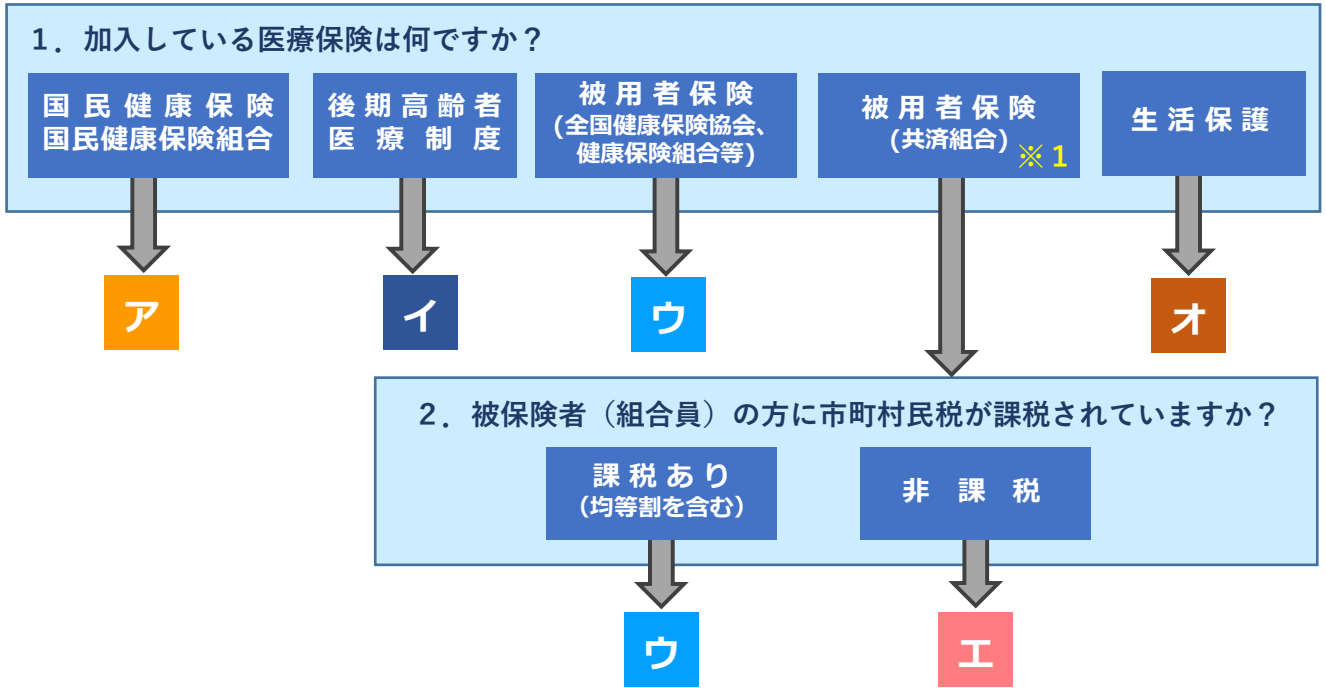 1．加入している医療保険は何ですか？
国民健康保険
国民健康保険組合
後期高齢者
医療制度
被用者保険
(全国健康保険協会、
健康保険組合等)
被用者保険
(共済組合)
※1
生活保護
ア
イ
ウ
オ
2．被保険者（組合員）の方に市町村民税が課税されていますか？
課税あり
（均等割を含む）
非課税
ウ
エ